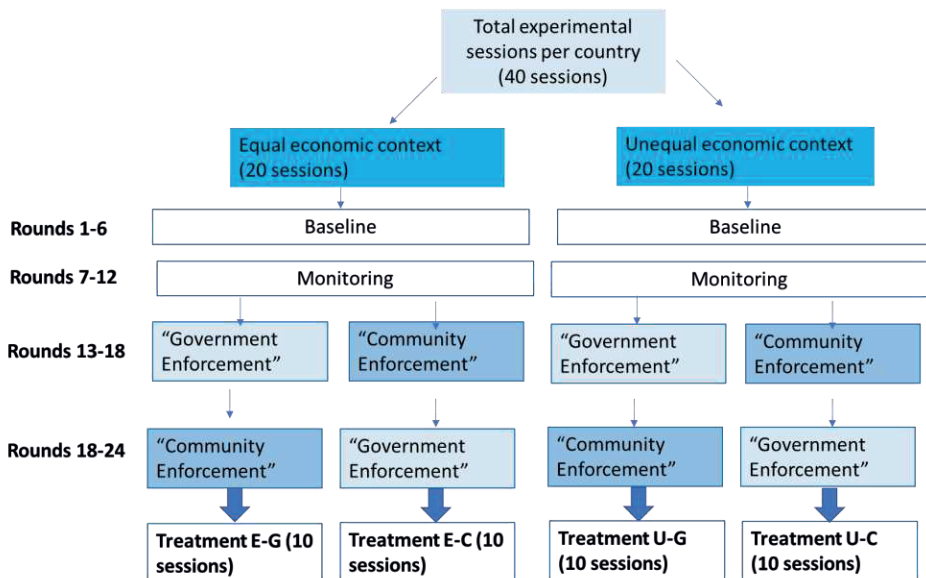 Total experimental
sessions per country
(40 sessions)
Equal economic context
(20 sessions)
Unequal economic context
(20 sessions)
Rounds 1-6
Baseline
Baseline
Rounds 7-12
Monitoring
Monitoring
Rounds 13-18
“Government
Enforcement”
“Community
Enforcement”
“Government
Enforcement”
“Community
Enforcement”
Rounds 18-24
“Community
Enforcement”
“Government
Enforcement”
“Community
Enforcement”
“Government
Enforcement”
Treatment E-G (10
sessions)
Treatment E-C (10
sessions)
Treatment U-G
(10 sessions)
Treatment U-C
(10 sessions)